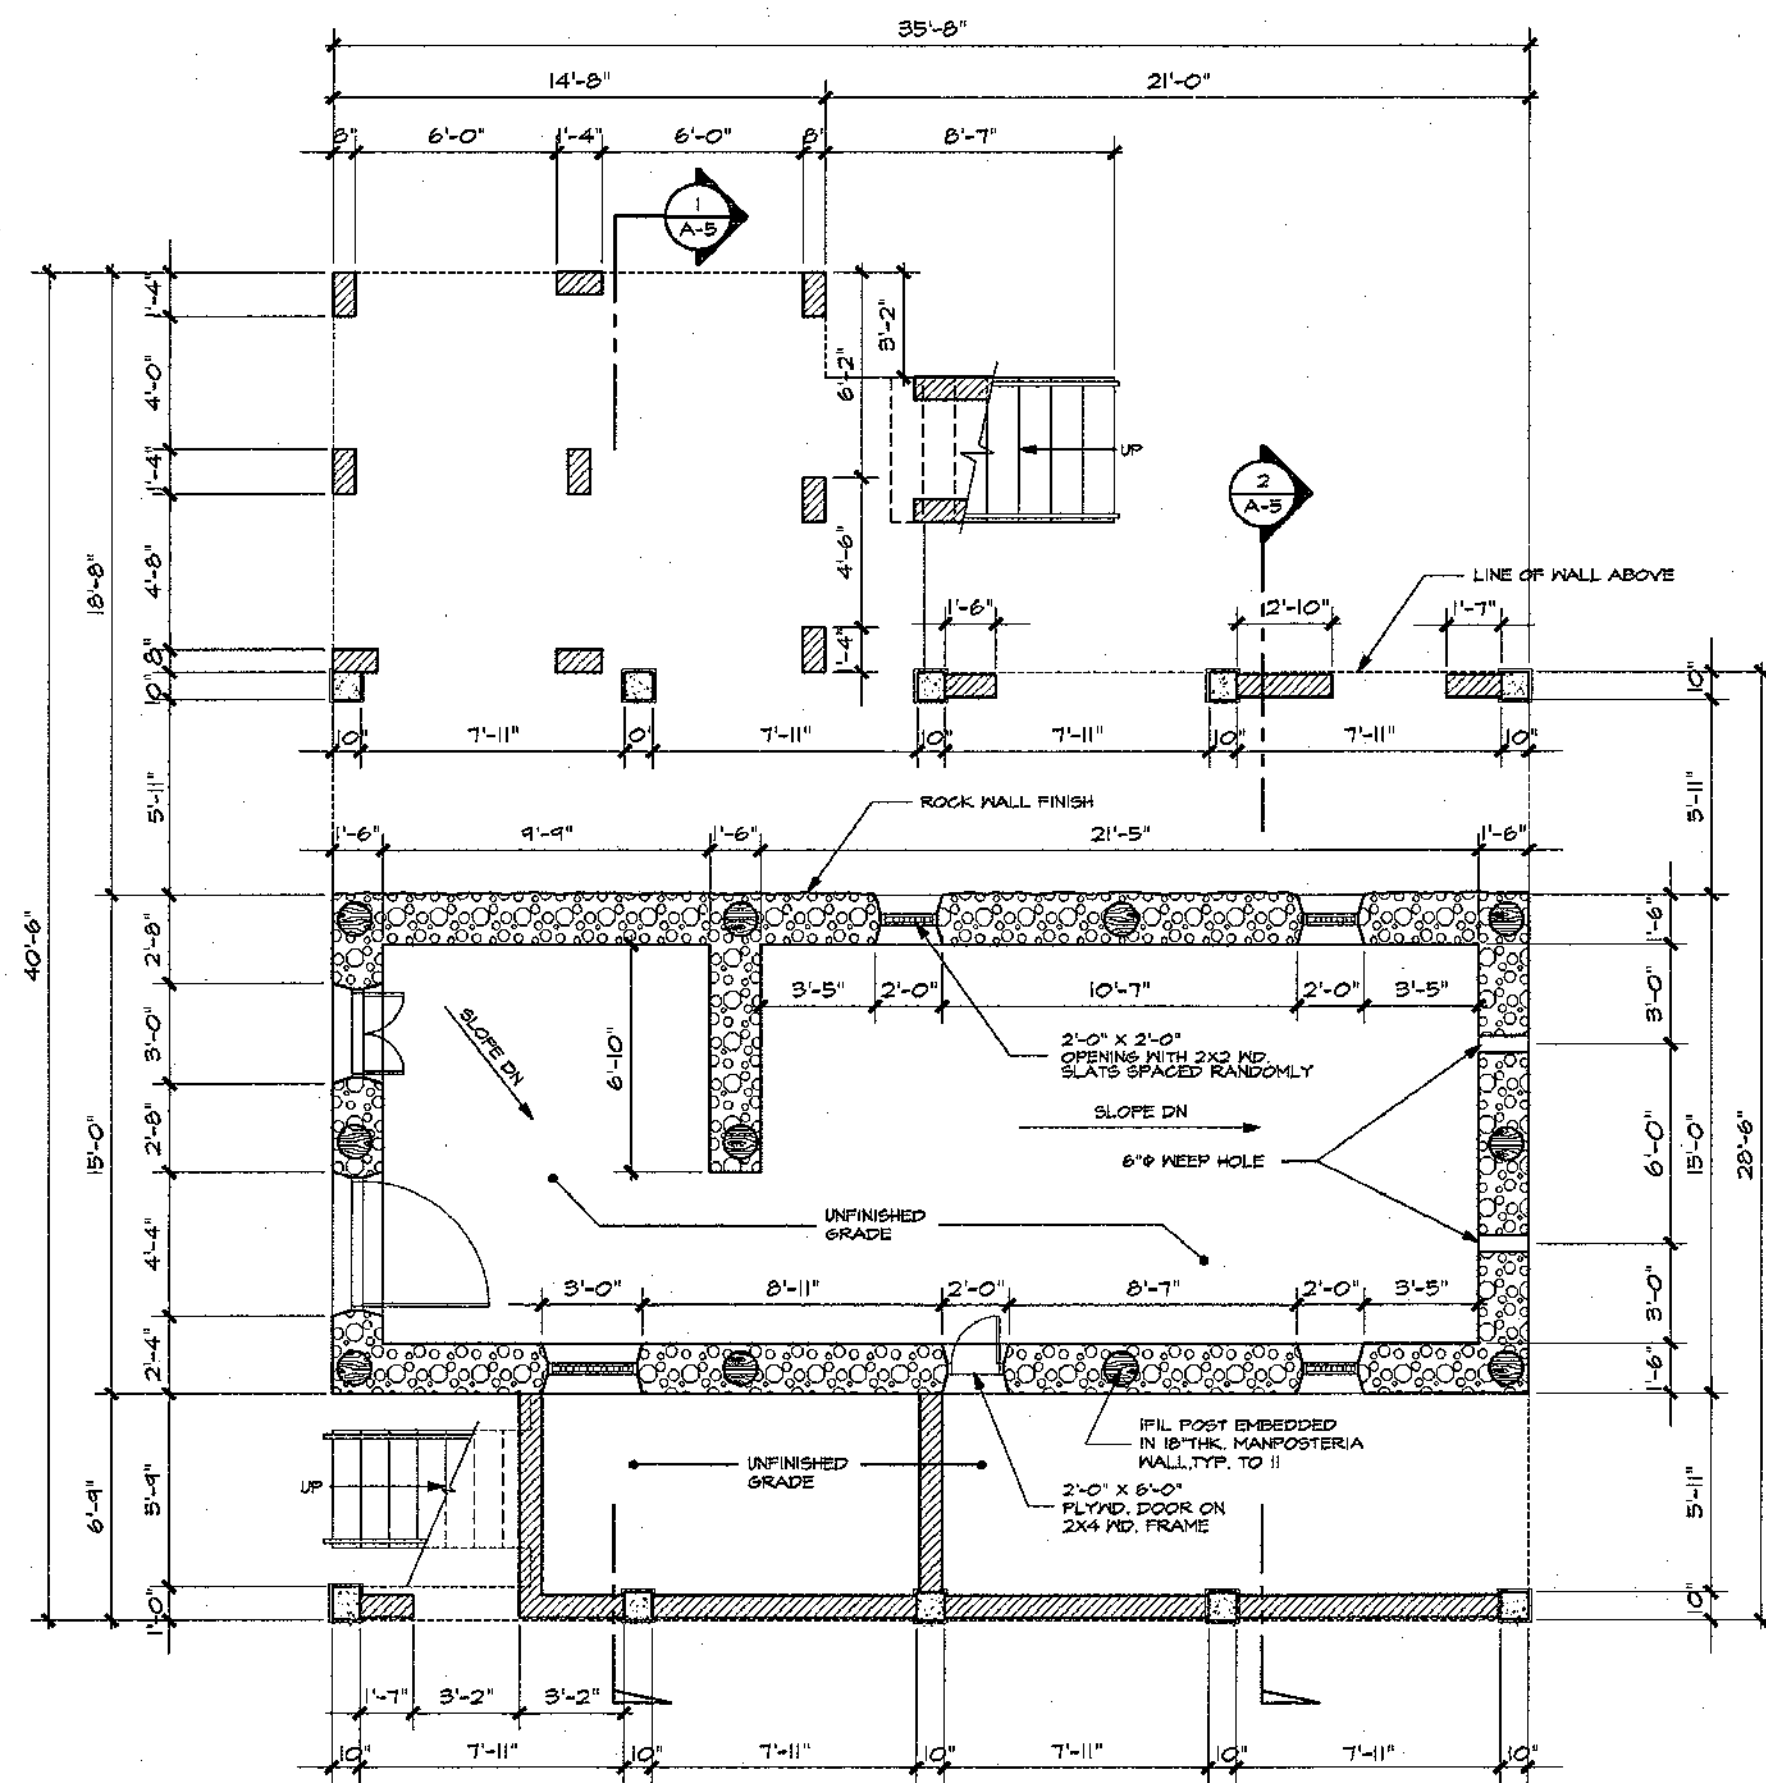 35'-8"
14'-8" 21'-0"
8" 6'-0" 1'-4" 6'-0" 8" 8'-7"
1
A-5
1'-4"
3'-2"
4'-0"
6'-2"
UP
1'-4"
2
A-5
4'-6"
18'-8"
4'-8"
LINE OF WALL ABOVE
1'-6" 2'-10" 1'-7"
8"
1'-4"
10" 10"
10" 7'-11" 10" 7'-11" 10" 7'-11" 10" 7'-11" 10"
5'-11" 5'-11"
ROCK WALL FINISH
1'-6" 9'-9" 1'-6" 21'-5" 1'-6"
40'-6"
2'-8" 1'-6"
3'-5" 2'-0" 10'-7" 2'-0" 3'-5"
3'-0" SLOPE DN 6'-10" 3'-0"
2'-0" X 2'-0"
OPENING WITH 2X2 WD.
SLATS SPACED RANDOMLY
SLOPE DN
2'-8"
15'-0" 6'-0" 15'-0" 28'-6"
6"Φ WEEP HOLE
UNFINISHED
GRADE
4'-4"
3'-0" 8'-11" 2'-0" 8'-7" 2'-0" 3'-5"
3'-0"
2'-4" 1'-6"
IFIL POST EMBEDDED
IN 18"THK. MANPOSTERIA
WALL,TYP. TO 11
UNFINISHED
GRADE
UP
2'-0" X 6'-0"
PLYWD. DOOR ON
2X4 WD. FRAME
6'-9" 5'-9" 5'-11"
1'-0" 10"
1'-7" 3'-2" 3'-2"
10" 7'-11" 10" 7'-11" 10" 7'-11" 10" 7'-11" 10"